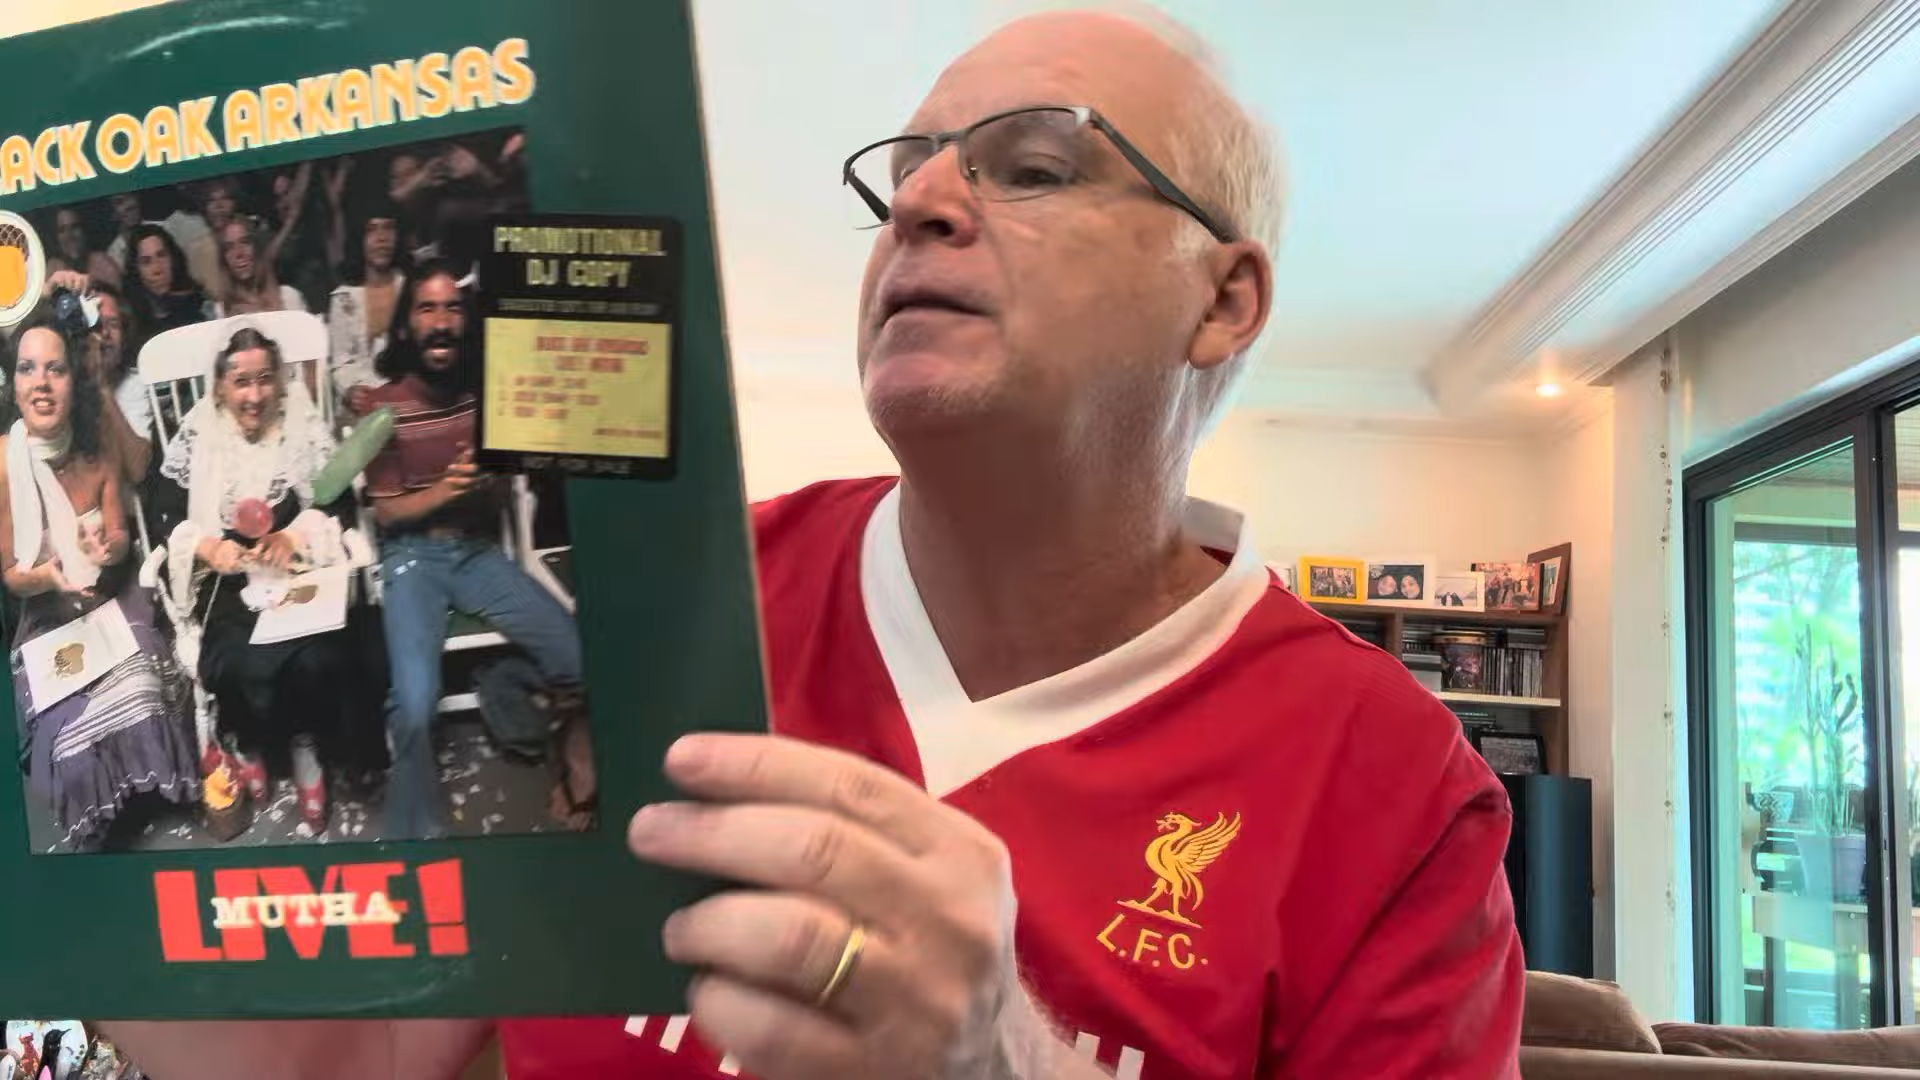 ACK OAK ARKANSAS
PROMOTIONAL
DJ COPY
NOT FOR SALE
LIVE!
MUTHA
L.F.C.